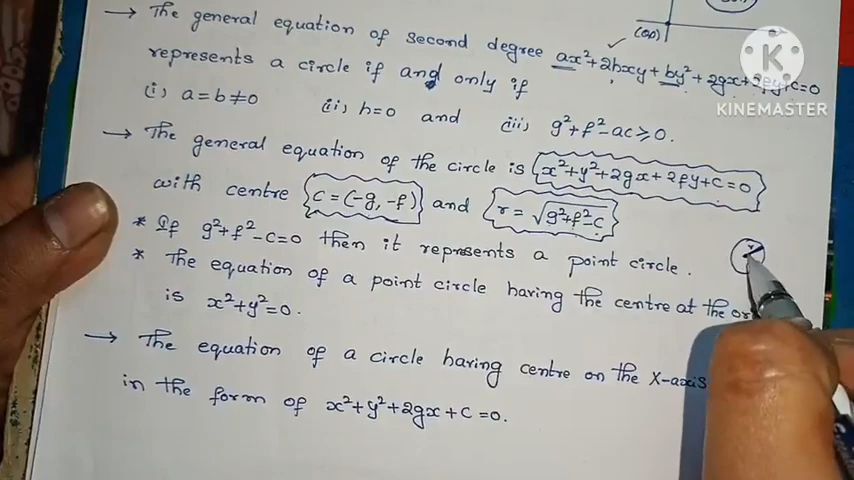 → The general equation of second degree ax²+2hxy+by²+2gx+2fy+c=0
represents a circle if and only if
(i) a=b≠0 (ii) h=0 and (iii) g²+f²-ac≥0.
→ The general equation of the circle is x²+y²+2gx+2fy+c=0
with centre C=(-g,-f) and r=√g²+f²-c
* If g²+f²-c=0 then it represents a point circle.
* The equation of a point circle having the centre at the
is x²+y²=0.
→ The equation of a circle having centre on the X-axis
in the form of x²+y²+2gx+c=0.
r
KINEMASTER